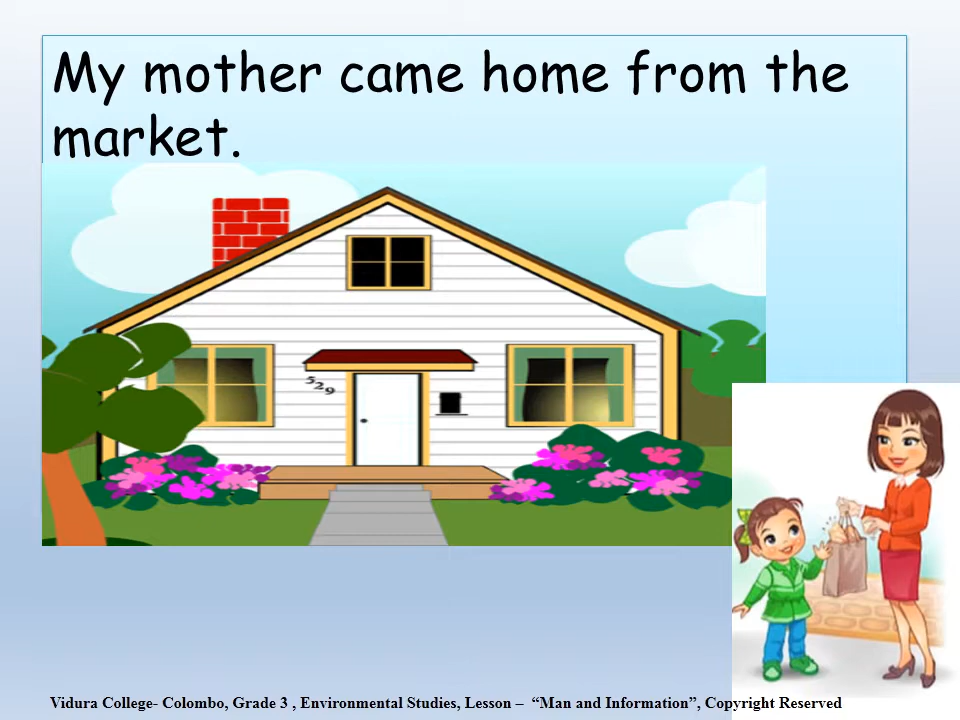 My mother came home from the
market.
529
Vidura College- Colombo, Grade 3 , Environmental Studies, Lesson – “Man and Information”, Copyright Reserved